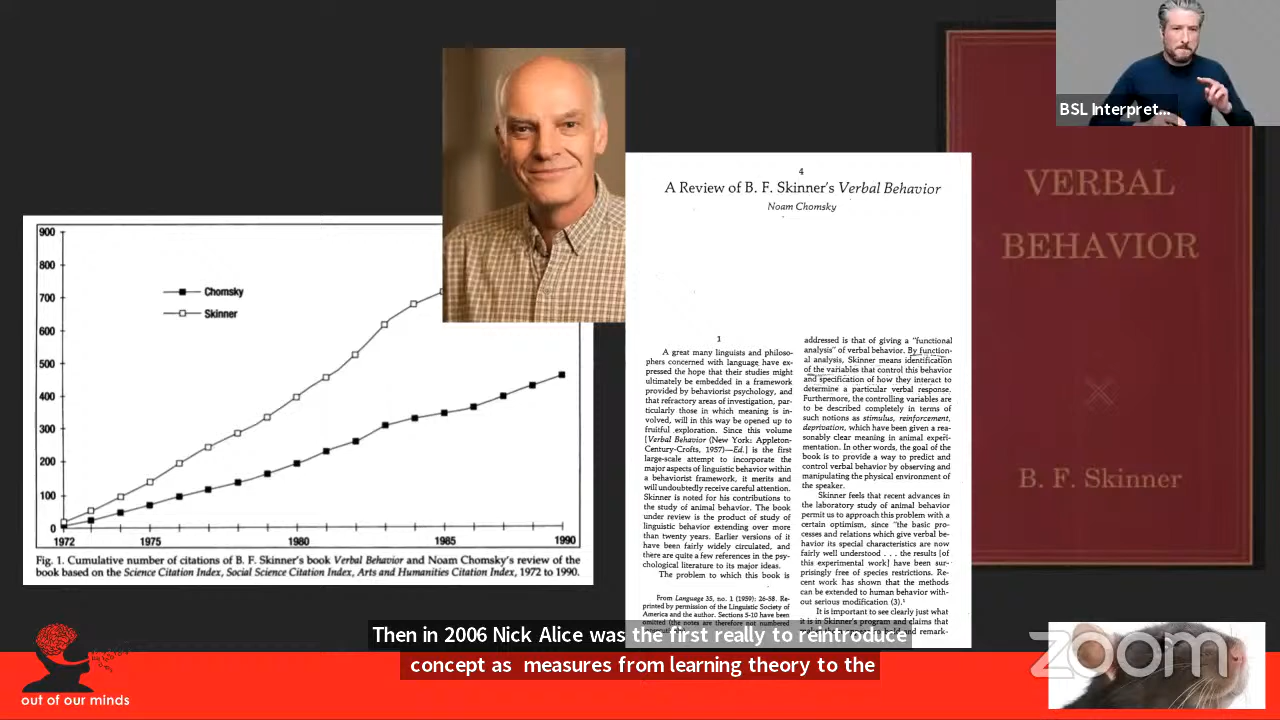 BSL Interpret...
VERBAL
BEHAVIOR
B. F. Skinner
4
A Review of B. F. Skinner's Verbal Behavior
Noam Chomsky
1
A great many linguists and philoso-
phers concerned with language have ex-
pressed the hope that their studies might
ultimately be embedded in a framework
provided by behaviorist psychology, and
that refractory areas of investigation, par-
ticularly those in which meaning is in-
volved, will in this way be opened up to
fruitful exploration. Since this volume
[Verbal Behavior (New York: Appleton-
Century-Crofts, 1957)—Ed.] is the first
large-scale attempt to incorporate the
major aspects of linguistic behavior within
a behaviorist framework, it merits and
will undoubtedly receive careful attention.
Skinner is noted for his contributions to
the study of animal behavior. The book
under review is the product of study of
linguistic behavior extending over more
than twenty years. Earlier versions of it
have been fairly widely circulated, and
there are quite a few references in the psy-
chological literature to its major ideas.
The problem to which this book is
From Language 35, no. 1 (1959): 26-58. Re-
printed by permission of the Linguistic Society of
America and the author. Sections 5-10 have been
omitted (the notes are therefore not numbered
addressed is that of giving a "functional
analysis" of verbal behavior. By function-
al analysis, Skinner means identification
of the variables that control this behavior
and specification of how they interact to
determine a particular verbal response.
Furthermore, the controlling variables are
to be described completely in terms of
such notions as stimulus, reinforcement,
deprivation, which have been given a rea-
sonably clear meaning in animal experi-
mentation. In other words, the goal of the
book is to provide a way to predict and
control verbal behavior by observing and
manipulating the physical environment of
the speaker.
Skinner feels that recent advances in
the laboratory study of animal behavior
permit us to approach this problem with a
certain optimism, since "the basic pro-
cesses and relations which give verbal be-
havior its special characteristics are now
fairly well understood . . . the results [of
this experimental work] have been sur-
prisingly free of species restrictions. Re-
cent work has shown that the methods
can be extended to human behavior with-
out serious modification (3).¹
It is important to see clearly just what
it is in Skinner's program and claims that
and remark-
900
800
700
600
500
400
300
200
100
0
Chomsky
Skinner
1972 1975 1980 1985 1990
Fig. 1. Cumulative number of citations of B. F. Skinner's book Verbal Behavior and Noam Chomsky's review of the
book based on the Science Citation Index, Social Science Citation Index, Arts and Humanities Citation Index, 1972 to 1990.
Then in 2006 Nick Alice was the first really to reintroduce
concept as measures from learning theory to the
out of our minds
zoom